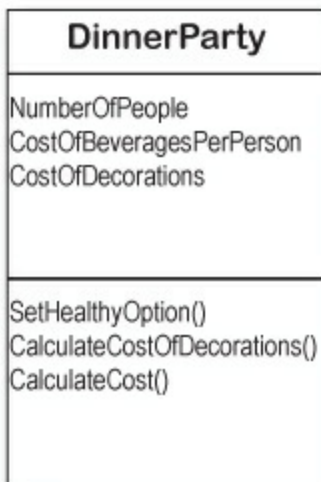 DinnerParty
NumberOfPeople
CostOfBeveragesPerPerson
CostOfDecorations
SetHealthyOption()
CalculateCostOfDecorations()
CalculateCost()